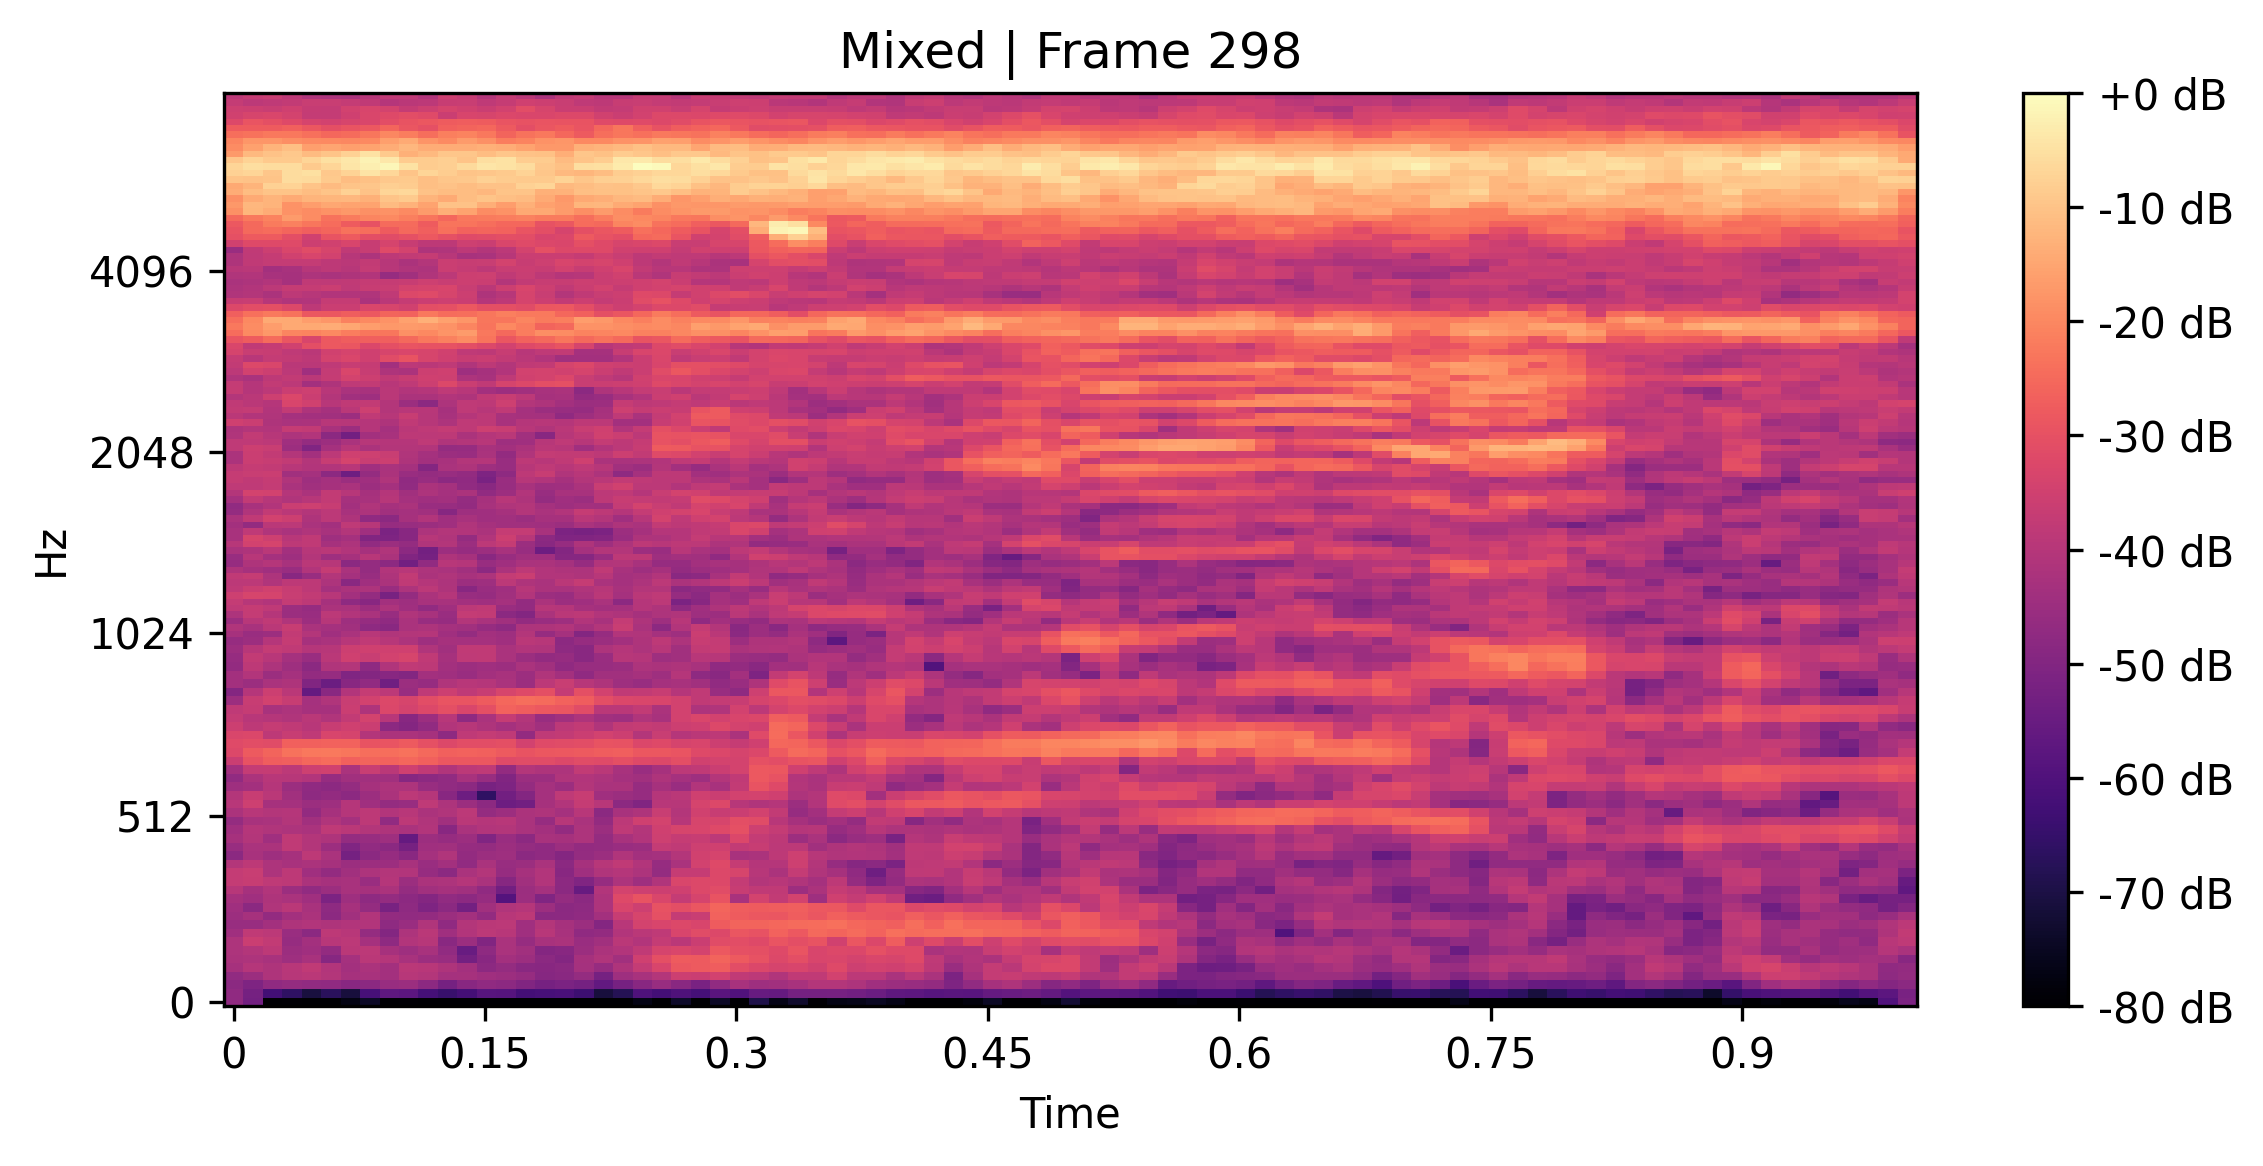 Mixed | Frame 298
Hz
4096
2048
1024
512
0
0
0.15
0.3
0.45
0.6
0.75
0.9
Time
+0 dB
-10 dB
-20 dB
-30 dB
-40 dB
-50 dB
-60 dB
-70 dB
-80 dB